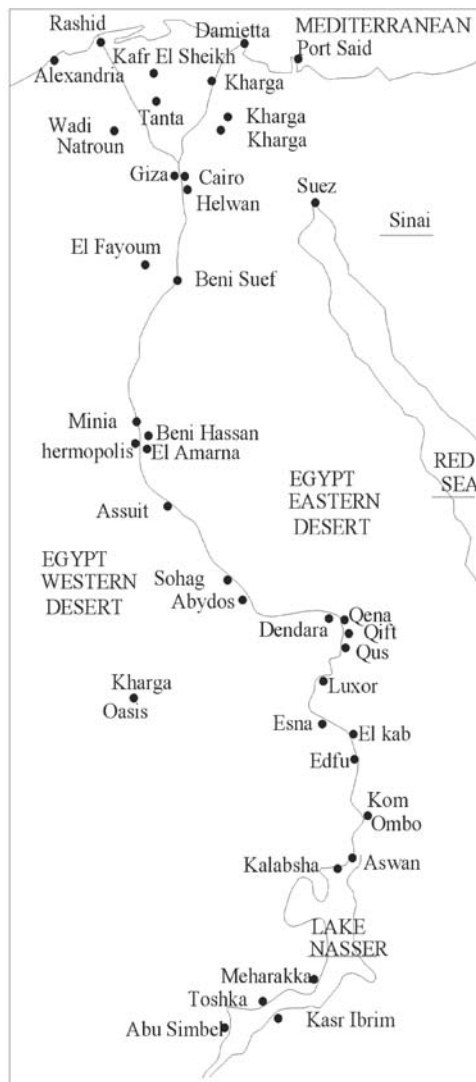 Rashid
Damietta
MEDITERRANEAN
Port Said
Kafr El Sheikh
Alexandria
Kharga
Tanta
Kharga
Wadi
Natroun
Kharga
Giza
Cairo
Suez
Helwan
Sinai
El Fayoum
Beni Suef
Minia
Beni Hassan
hermopolis
El Amarna
RED
SEA
EGYPT
EASTERN
DESERT
Assuit
EGYPT
WESTERN
DESERT
Sohag
Abydos
Dendara
Qena
Qift
Qus
Kharga
Oasis
Luxor
Esna
El kab
Edfu
Kom
Ombo
Kalabsha
Aswan
LAKE
NASSER
Meharakka
Toshka
Abu Simbel
Kasr Ibrim